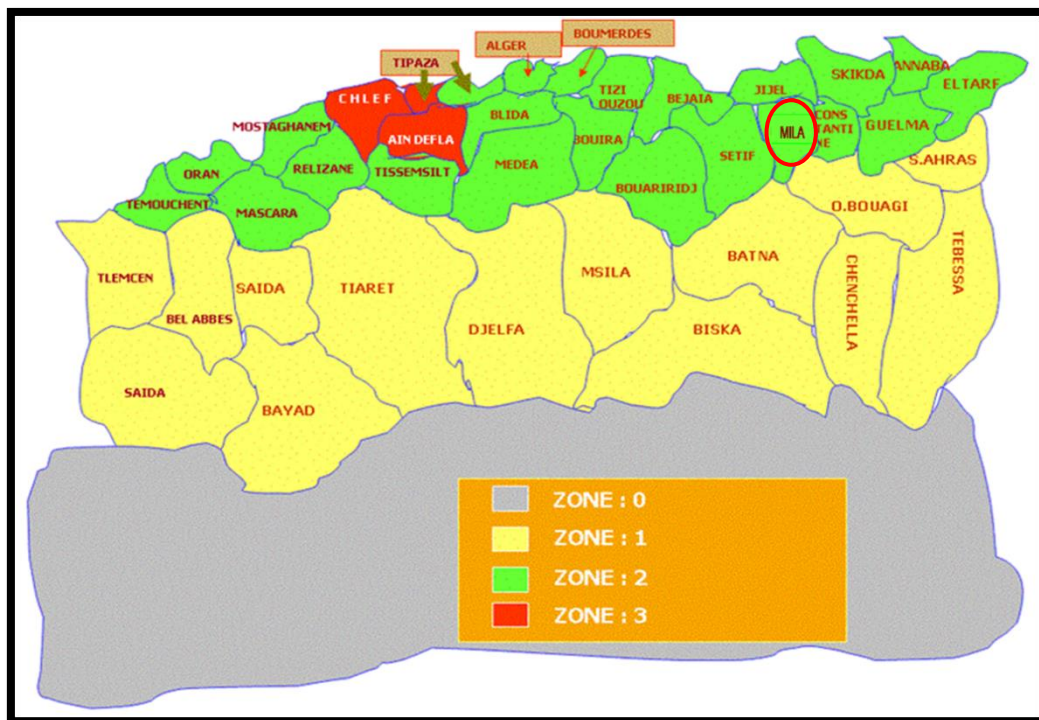 ALGER
BOUMERDES
TIPAZA
CHLEF
AIN DEFLA
MOSTAGHANEM
ORAN
RELIZANE
TEMOUCHENT
MASCARA
TISSEMSILT
BLIDA
MEDEA
BOUIRA
TIZI
OUZOU
BEJAIA
JIJEL
SETIF
BOUARIRIDJ
MILA
CONS
TANTI
NE
SKIKDA
ANNABA
ELTARF
GUELMA
S.AHRAS
O.BOUAGI
TEBESSA
CHENCHELLA
BATNA
BISKA
MSILA
DJELFA
TIARET
SAIDA
BEL ABBES
TLEMCEN
SAIDA
BAYAD
ZONE : 0
ZONE : 1
ZONE : 2
ZONE : 3